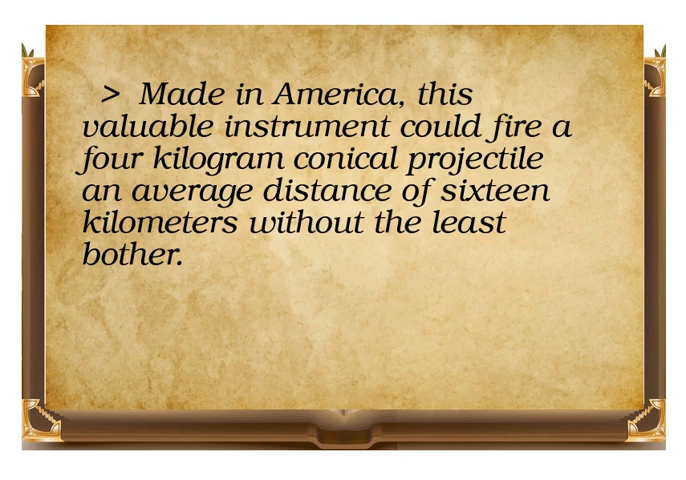 > Made in America, this
valuable instrument could fire a
four kilogram conical projectile
an average distance of sixteen
kilometers without the least
bother.